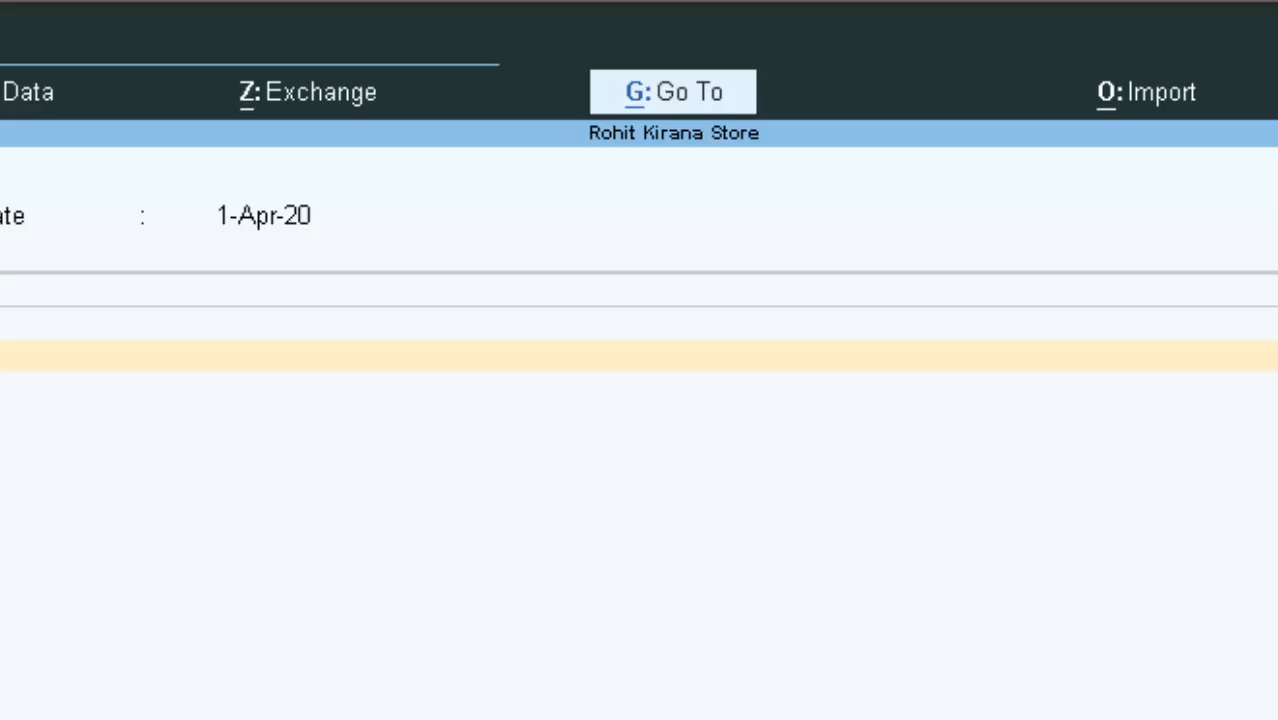 Data Z: Exchange G: Go To O: Import
Rohit Kirana Store
ate : 1-Apr-20